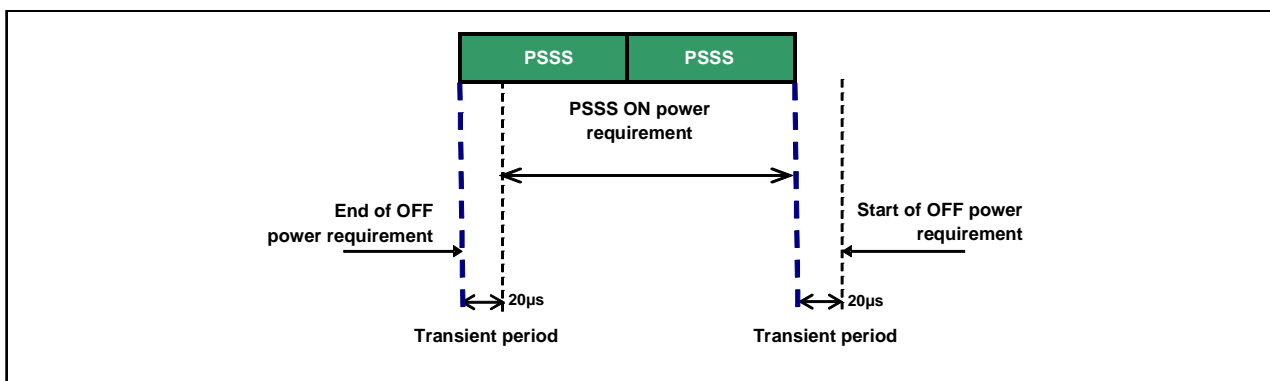 PSSS PSSS
PSSS ON power
requirement
End of OFF
power requirement
Start of OFF power
requirement
20µs
20µs
Transient period
Transient period